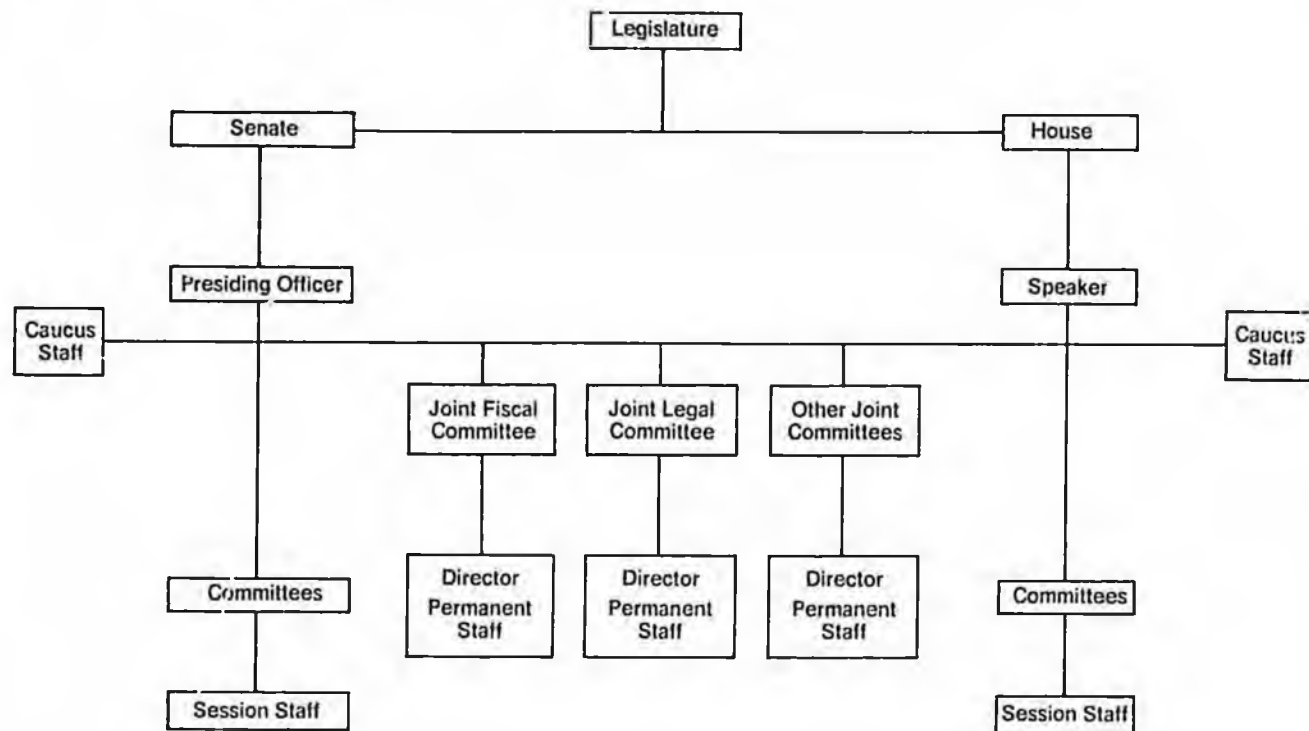 Legislature
Senate
House
Presiding Officer
Speaker
Caucus
Staff
Caucus
Staff
Joint Fiscal
Committee
Joint Legal
Committee
Other Joint
Committees
Director
Permanent
Staff
Director
Permanent
Staff
Director
Permanent
Staff
Committees
Committees
Session Staff
Session Staff